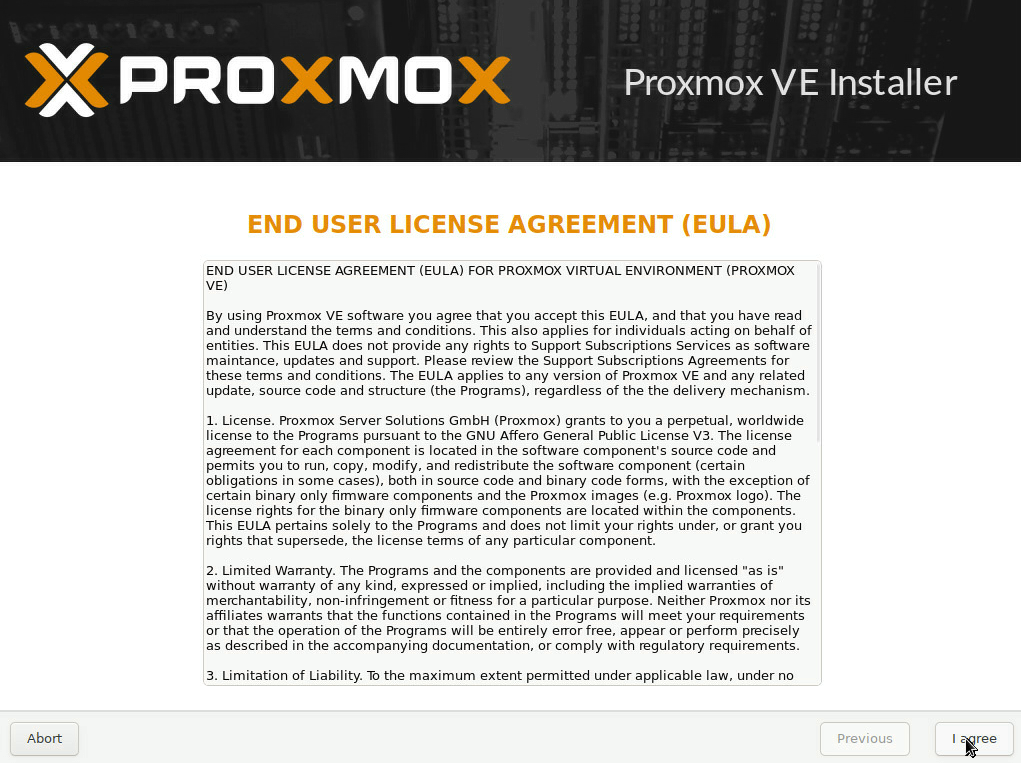 PROXMOX
Proxmox VE Installer
END USER LICENSE AGREEMENT (EULA)
END USER LICENSE AGREEMENT (EULA) FOR PROXMOX VIRTUAL ENVIRONMENT (PROXMOX
VE)
By using Proxmox VE software you agree that you accept this EULA, and that you have read
and understand the terms and conditions. This also applies for individuals acting on behalf of
entities. This EULA does not provide any rights to Support Subscriptions Services as software
maintance, updates and support. Please review the Support Subscriptions Agreements for
these terms and conditions. The EULA applies to any version of Proxmox VE and any related
update, source code and structure (the Programs), regardless of the the delivery mechanism.
1. License. Proxmox Server Solutions GmbH (Proxmox) grants to you a perpetual, worldwide
license to the Programs pursuant to the GNU Affero General Public License V3. The license
agreement for each component is located in the software component's source code and
permits you to run, copy, modify, and redistribute the software component (certain
obligations in some cases), both in source code and binary code forms, with the exception of
certain binary only firmware components and the Proxmox images (e.g. Proxmox logo). The
license rights for the binary only firmware components are located within the components.
This EULA pertains solely to the Programs and does not limit your rights under, or grant you
rights that supersede, the license terms of any particular component.
2. Limited Warranty. The Programs and the components are provided and licensed "as is"
without warranty of any kind, expressed or implied, including the implied warranties of
merchantability, non-infringement or fitness for a particular purpose. Neither Proxmox nor its
affiliates warrants that the functions contained in the Programs will meet your requirements
or that the operation of the Programs will be entirely error free, appear or perform precisely
as described in the accompanying documentation, or comply with regulatory requirements.
3. Limitation of Liability. To the maximum extent permitted under applicable law, under no
Abort
Previous
I agree